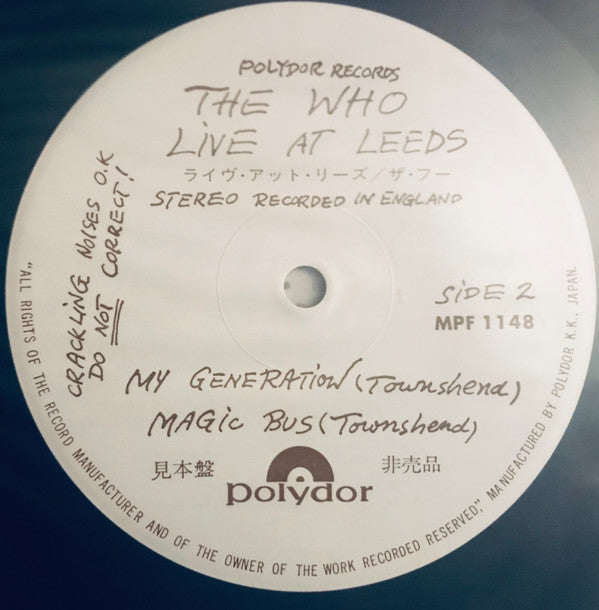 POLYDOR RECORDS
THE WHO
LiVE AT LEEDS
ライヴ・アット・リーズ/ザ・フー
STEREO RECORDED IN ENGLAND
CRACKLING NOISES O.K
DO NOT CORRECT!
SiDE 2
MPF 1148
MY GENERATiON (Townshend)
MAGiC BUS (Townshend)
見本盤
非売品
polydor
"ALL RIGHTS OF THE RECORD MANUFACTURER AND OF THE OWNER OF THE WORK RECORDED RESERVED," MANUFACTURED BY POLYDOR K.K., JAPAN.